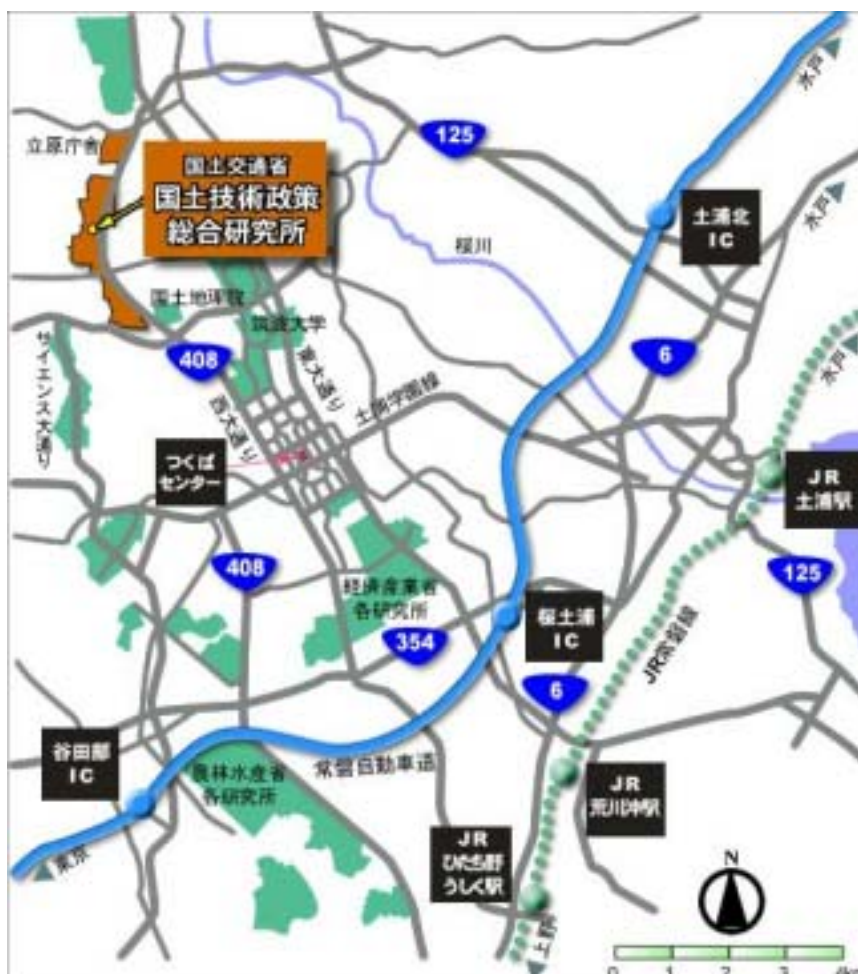 水戸
125
立原庁舎
国土交通省
国土技術政策
総合研究所
水戸
土浦北
IC
桜川
国土地理院
筑波大学
408
6
水戸
東大通り
西大通り
土浦学園線
サイエンス大通り
つくば
センター
JR
土浦駅
408
経済産業省
各研究所
125
354
桜土浦
IC
JR常磐線
6
谷田部
IC
常磐自動車道
農林水産省
各研究所
JR
荒川沖駅
JR
ひたち野
うしく駅
東京
上野
N
0 1 2 3 4km